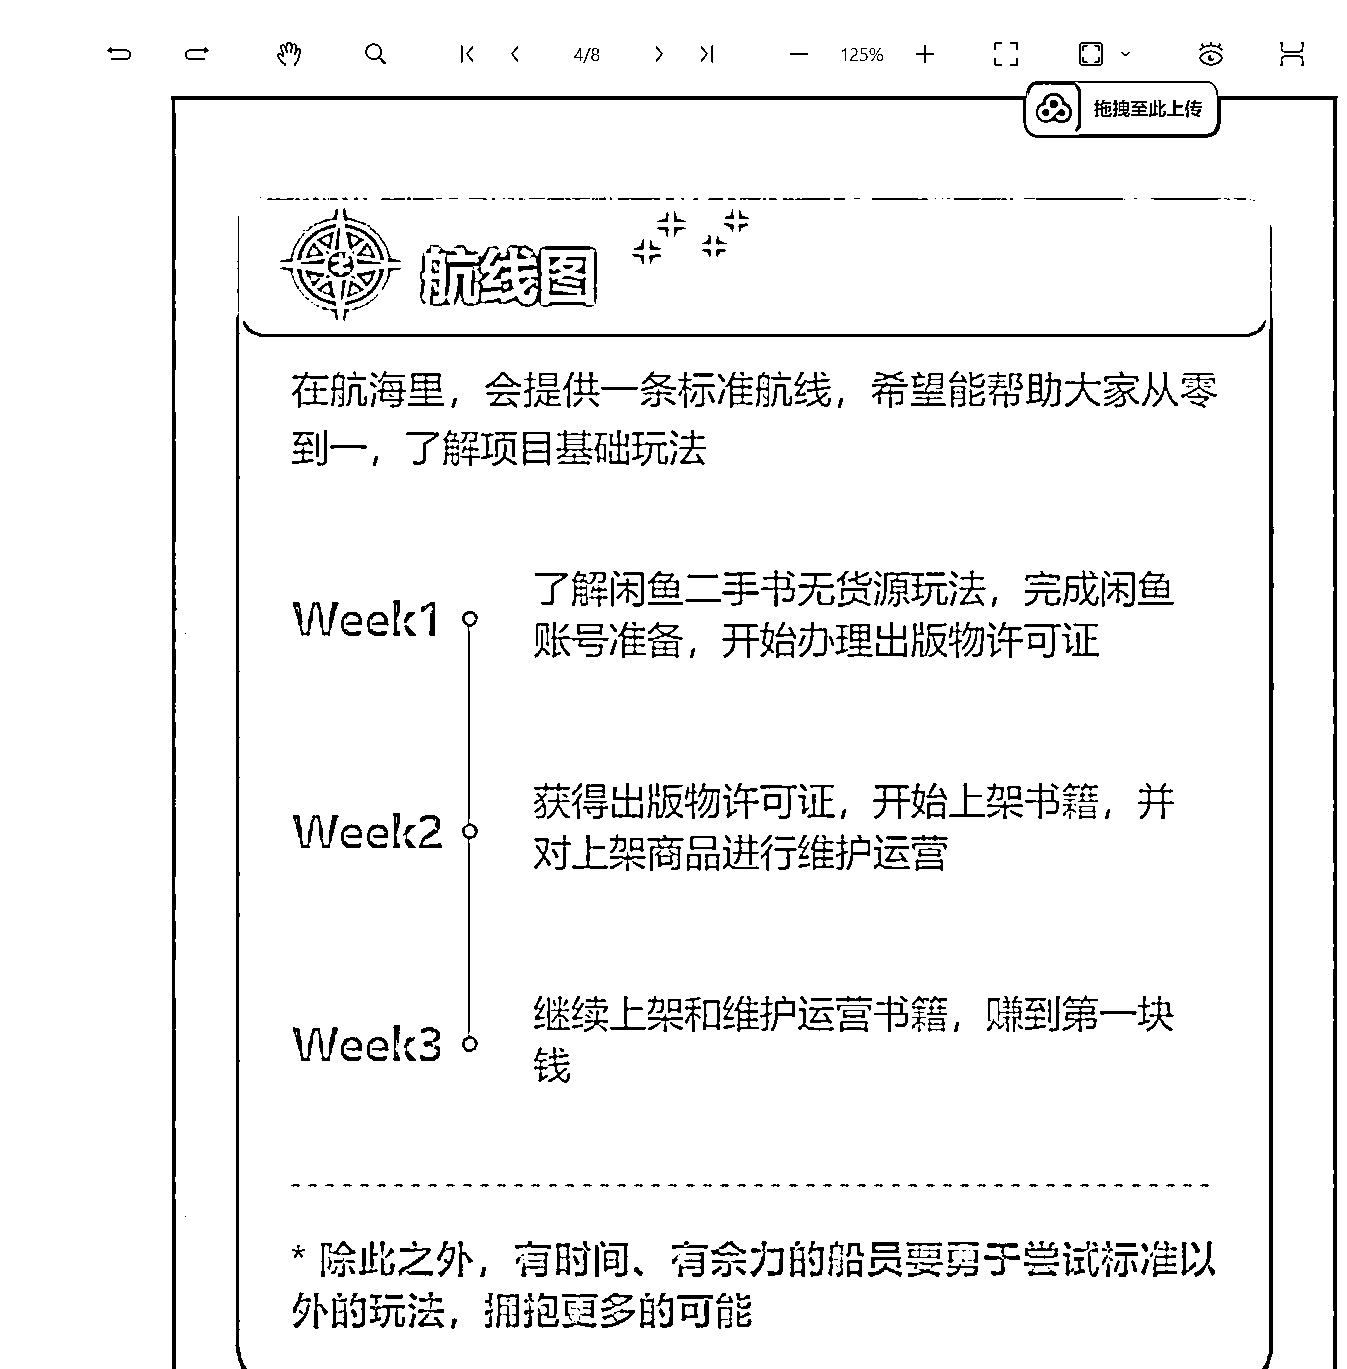 4/8
125%
拖拽至此上传
航线图
在航海里，会提供一条标准航线，希望能帮助大家从零
到一，了解项目基础玩法
Week1
了解闲鱼二手书无货源玩法，完成闲鱼
账号准备，开始办理出版物许可证
Week2
获得出版物许可证，开始上架书籍，并
对上架商品进行维护运营
Week3
继续上架和维护运营书籍，赚到第一块
钱
* 除此之外，有时间、有余力的船员要勇于尝试标准以
外的玩法，拥抱更多的可能